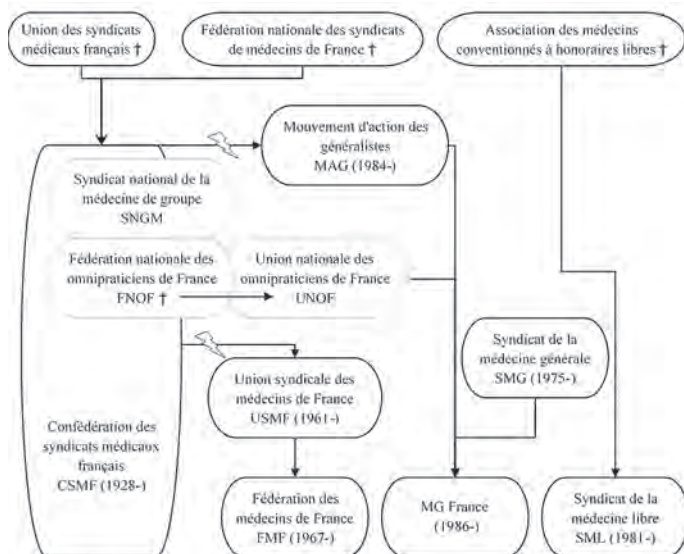 Union des syndicats
médicaux français †
Fédération nationale des syndicats
de médecins de France †
Association des médecins
conventionnés à honoraires libres †
Mouvement d'action des
généralistes
MAG (1984-)
Syndicat national de la
médecine de groupe
SNGM
Fédération nationale des
omnipraticiens de France
FNOF †
Union nationale des
omnipraticiens de France
UNOF
Syndicat de la
médecine générale
SMG (1975-)
Union syndicale des
médecins de France
USMF (1961-)
Confédération des
syndicats médicaux
français
CSMF (1928-)
Fédération des
médecins de France
FMF (1967-)
MG France
(1986-)
Syndicat de la
médecine libre
SML (1981-)